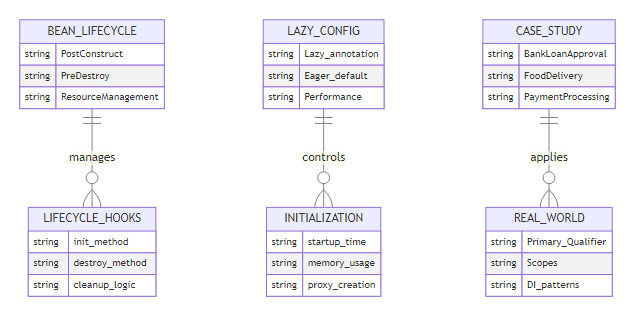 BEAN_LIFECYCLE
string PostConstruct
string PreDestroy
string ResourceManagement
manages
LIFECYCLE_HOOKS
string init_method
string destroy_method
string cleanup_logic
LAZY_CONFIG
string Lazy_annotation
string Eager_default
string Performance
controls
INITIALIZATION
string startup_time
string memory_usage
string proxy_creation
CASE_STUDY
string BankLoanApproval
string FoodDelivery
string PaymentProcessing
applies
REAL_WORLD
string Primary_Qualifier
string Scopes
string DI_patterns